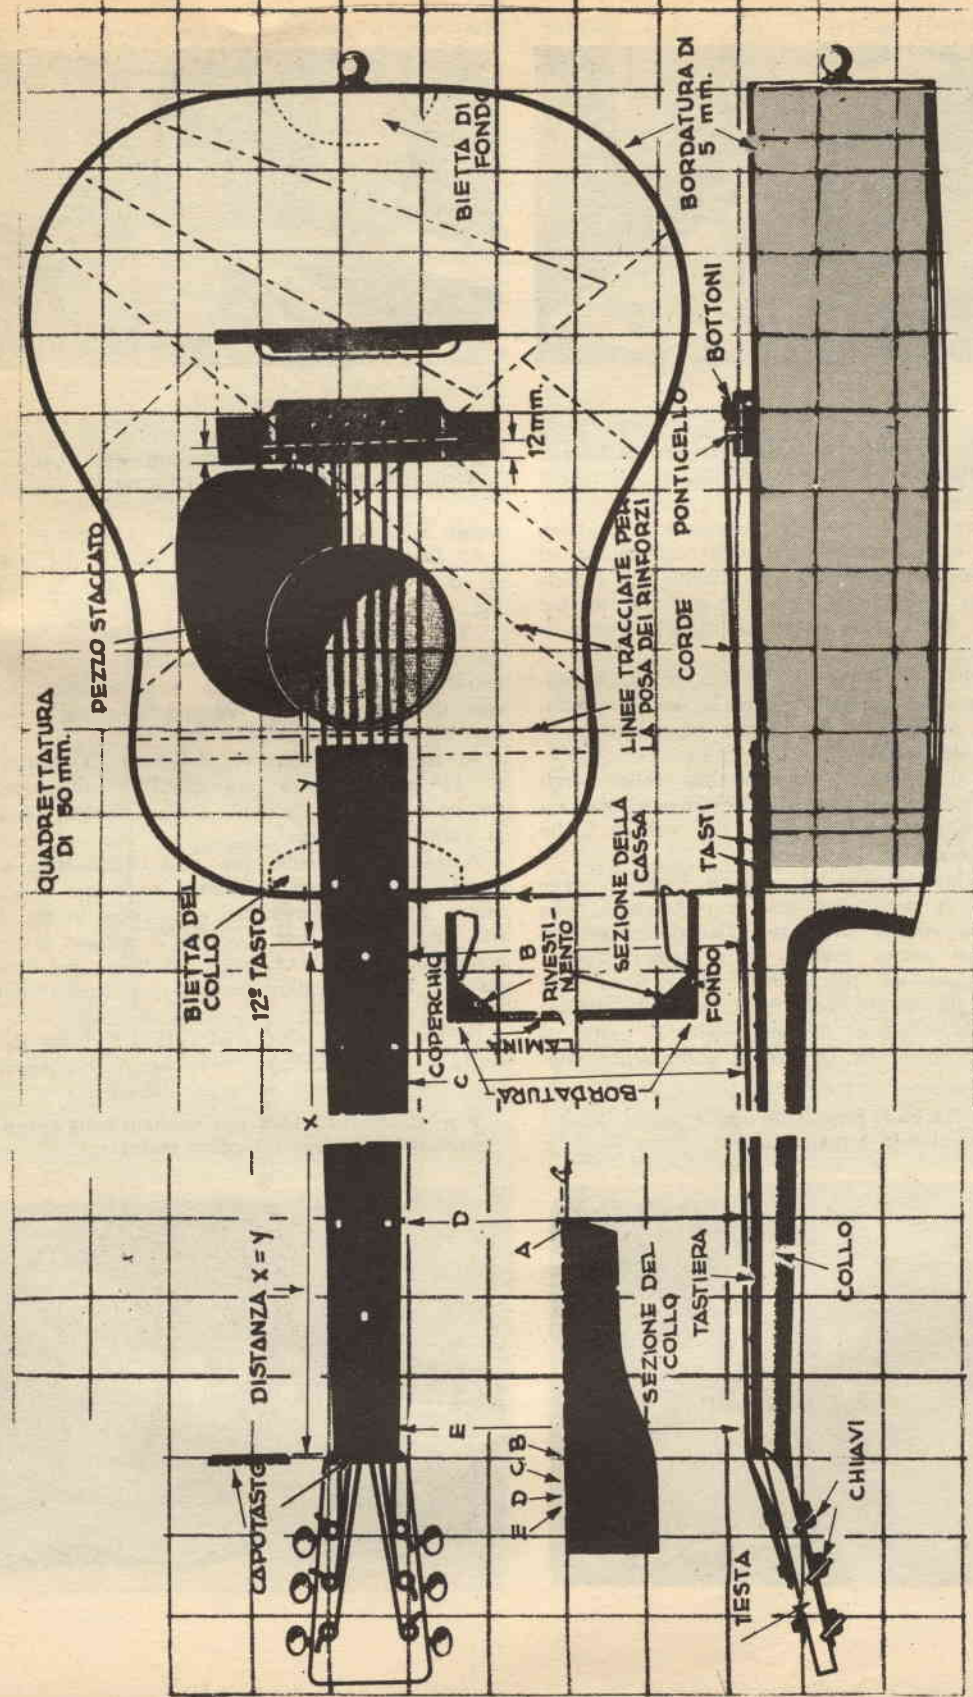 QUADRETTATURA
DI 50 mm.
PEZZO STACCATO
BIETTA DEL
COLLO
12º TASTO
X
Y
DISTANZA X = Y
CAPOTASTO
BIETTA DI
FONDO
12 mm.
BORDATURA DI
5 mm.
LINEE TRACCIATE PER
LA POSA DEI RINFORZI
COPERCHIO
C
B
RIVESTI-
MENTO
LAMINA
BORDATURA
SEZIONE DELLA
CASSA
FONDO
D
A
E
E D C B
SEZIONE DEL
COLLO
TASTIERA
TASTI
CORDE
PONTICELLO
BOTTONI
COLLO
CHIAVI
TESTA